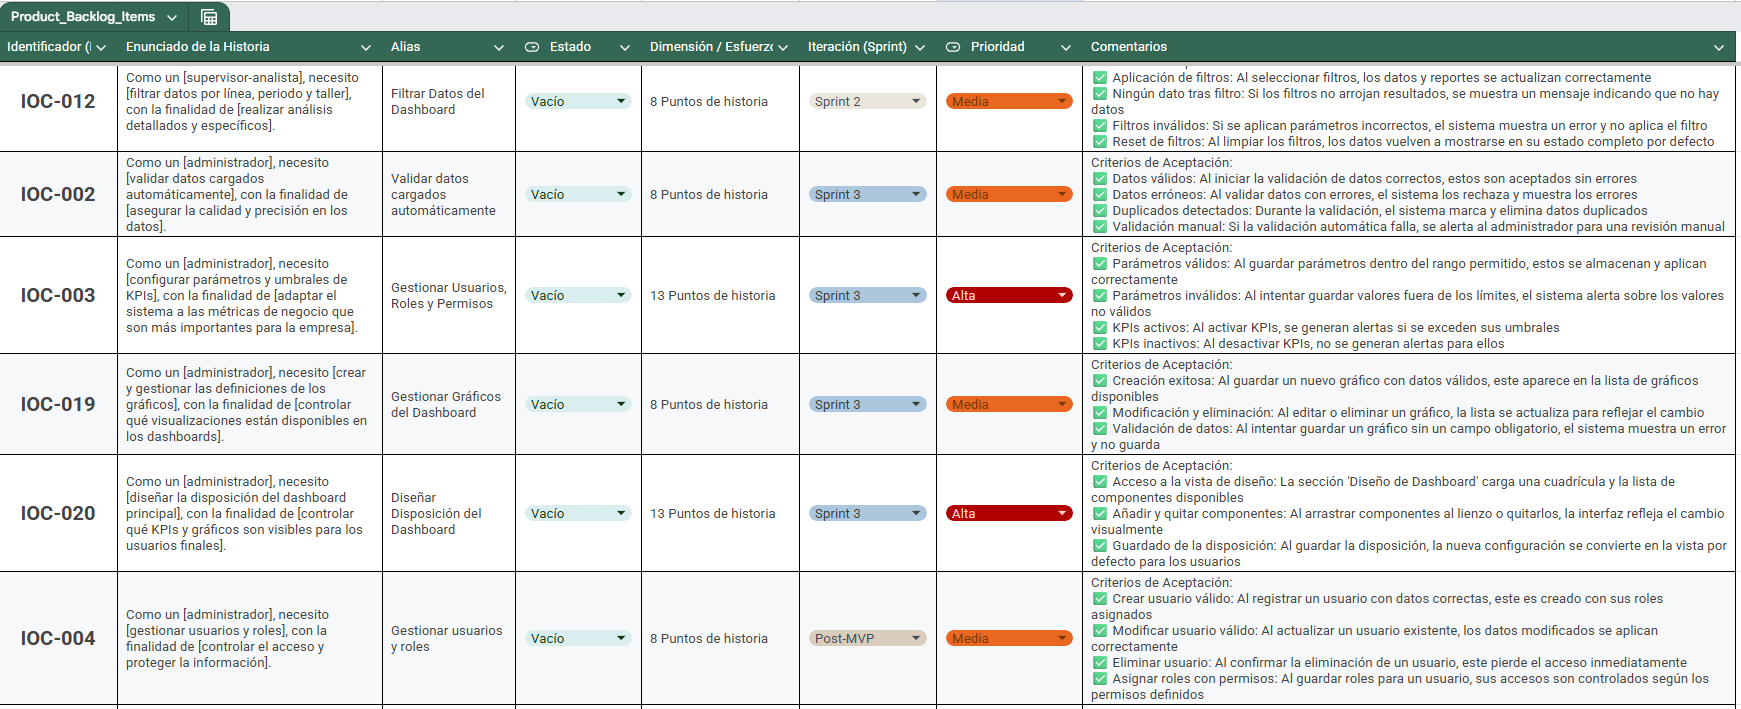 Product_Backlog_Items
Identificador (I
Enunciado de la Historia
Alias
Estado
Dimensión / Esfuerzo
Iteración (Sprint)
Prioridad
Comentarios
IOC-012
Como un [supervisor-analista], necesito
[filtrar datos por línea, periodo y taller],
con la finalidad de [realizar análisis
detallados y específicos].
Filtrar Datos del
Dashboard
Vacío
8 Puntos de historia
Sprint 2
Media
✅ Aplicación de filtros: Al seleccionar filtros, los datos y reportes se actualizan correctamente
✅ Ningún dato tras filtro: Si los filtros no arrojan resultados, se muestra un mensaje indicando que no hay
datos
✅ Filtros inválidos: Si se aplican parámetros incorrectos, el sistema muestra un error y no aplica el filtro
✅ Reset de filtros: Al limpiar los filtros, los datos vuelven a mostrarse en su estado completo por defecto
IOC-002
Como un [administrador], necesito
[validar datos cargados
automáticamente], con la finalidad de
[asegurar la calidad y precisión en los
datos].
Validar datos
cargados
automáticamente
Vacío
8 Puntos de historia
Sprint 3
Media
Criterios de Aceptación:
✅ Datos válidos: Al iniciar la validación de datos correctos, estos son aceptados sin errores
✅ Datos erróneos: Al validar datos con errores, el sistema los rechaza y muestra los errores
✅ Duplicados detectados: Durante la validación, el sistema marca y elimina datos duplicados
✅ Validación manual: Si la validación automática falla, se alerta al administrador para una revisión manual
IOC-003
Como un [administrador], necesito
[configurar parámetros y umbrales de
KPIs], con la finalidad de [adaptar el
sistema a las métricas de negocio que
son más importantes para la empresa].
Gestionar Usuarios,
Roles y Permisos
Vacío
13 Puntos de historia
Sprint 3
Alta
Criterios de Aceptación:
✅ Parámetros válidos: Al guardar parámetros dentro del rango permitido, estos se almacenan y aplican
correctamente
✅ Parámetros inválidos: Al intentar guardar valores fuera de los límites, el sistema alerta sobre los valores
no válidos
✅ KPIs activos: Al activar KPIs, se generan alertas si se exceden sus umbrales
✅ KPIs inactivos: Al desactivar KPIs, no se generan alertas para ellos
IOC-019
Como un [administrador], necesito [crear
y gestionar las definiciones de los
gráficos], con la finalidad de [controlar
qué visualizaciones están disponibles en
los dashboards].
Gestionar Gráficos
del Dashboard
Vacío
8 Puntos de historia
Sprint 3
Media
Criterios de Aceptación:
✅ Creación exitosa: Al guardar un nuevo gráfico con datos válidos, este aparece en la lista de gráficos
disponibles
✅ Modificación y eliminación: Al editar o eliminar un gráfico, la lista se actualiza para reflejar el cambio
✅ Validación de datos: Al intentar guardar un gráfico sin un campo obligatorio, el sistema muestra un error
y no guarda
IOC-020
Como un [administrador], necesito
[diseñar la disposición del dashboard
principal], con la finalidad de [controlar
qué KPIs y gráficos son visibles para los
usuarios finales].
Diseñar
Disposición del
Dashboard
Vacío
13 Puntos de historia
Sprint 3
Alta
Criterios de Aceptación:
✅ Acceso a la vista de diseño: La sección 'Diseño de Dashboard' carga una cuadrícula y la lista de
componentes disponibles
✅ Añadir y quitar componentes: Al arrastrar componentes al lienzo o quitarlos, la interfaz refleja el cambio
visualmente
✅ Guardado de la disposición: Al guardar la disposición, la nueva configuración se convierte en la vista por
defecto para los usuarios
IOC-004
Como un [administrador], necesito
[gestionar usuarios y roles], con la
finalidad de [controlar el acceso y
proteger la información].
Gestionar usuarios
y roles
Vacío
8 Puntos de historia
Post-MVP
Media
Criterios de Aceptación:
✅ Crear usuario válido: Al registrar un usuario con datos correctas, este es creado con sus roles
asignados
✅ Modificar usuario válido: Al actualizar un usuario existente, los datos modificados se aplican
correctamente
✅ Eliminar usuario: Al confirmar la eliminación de un usuario, este pierde el acceso inmediatamente
✅ Asignar roles con permisos: Al guardar roles para un usuario, sus accesos son controlados según los
permisos definidos